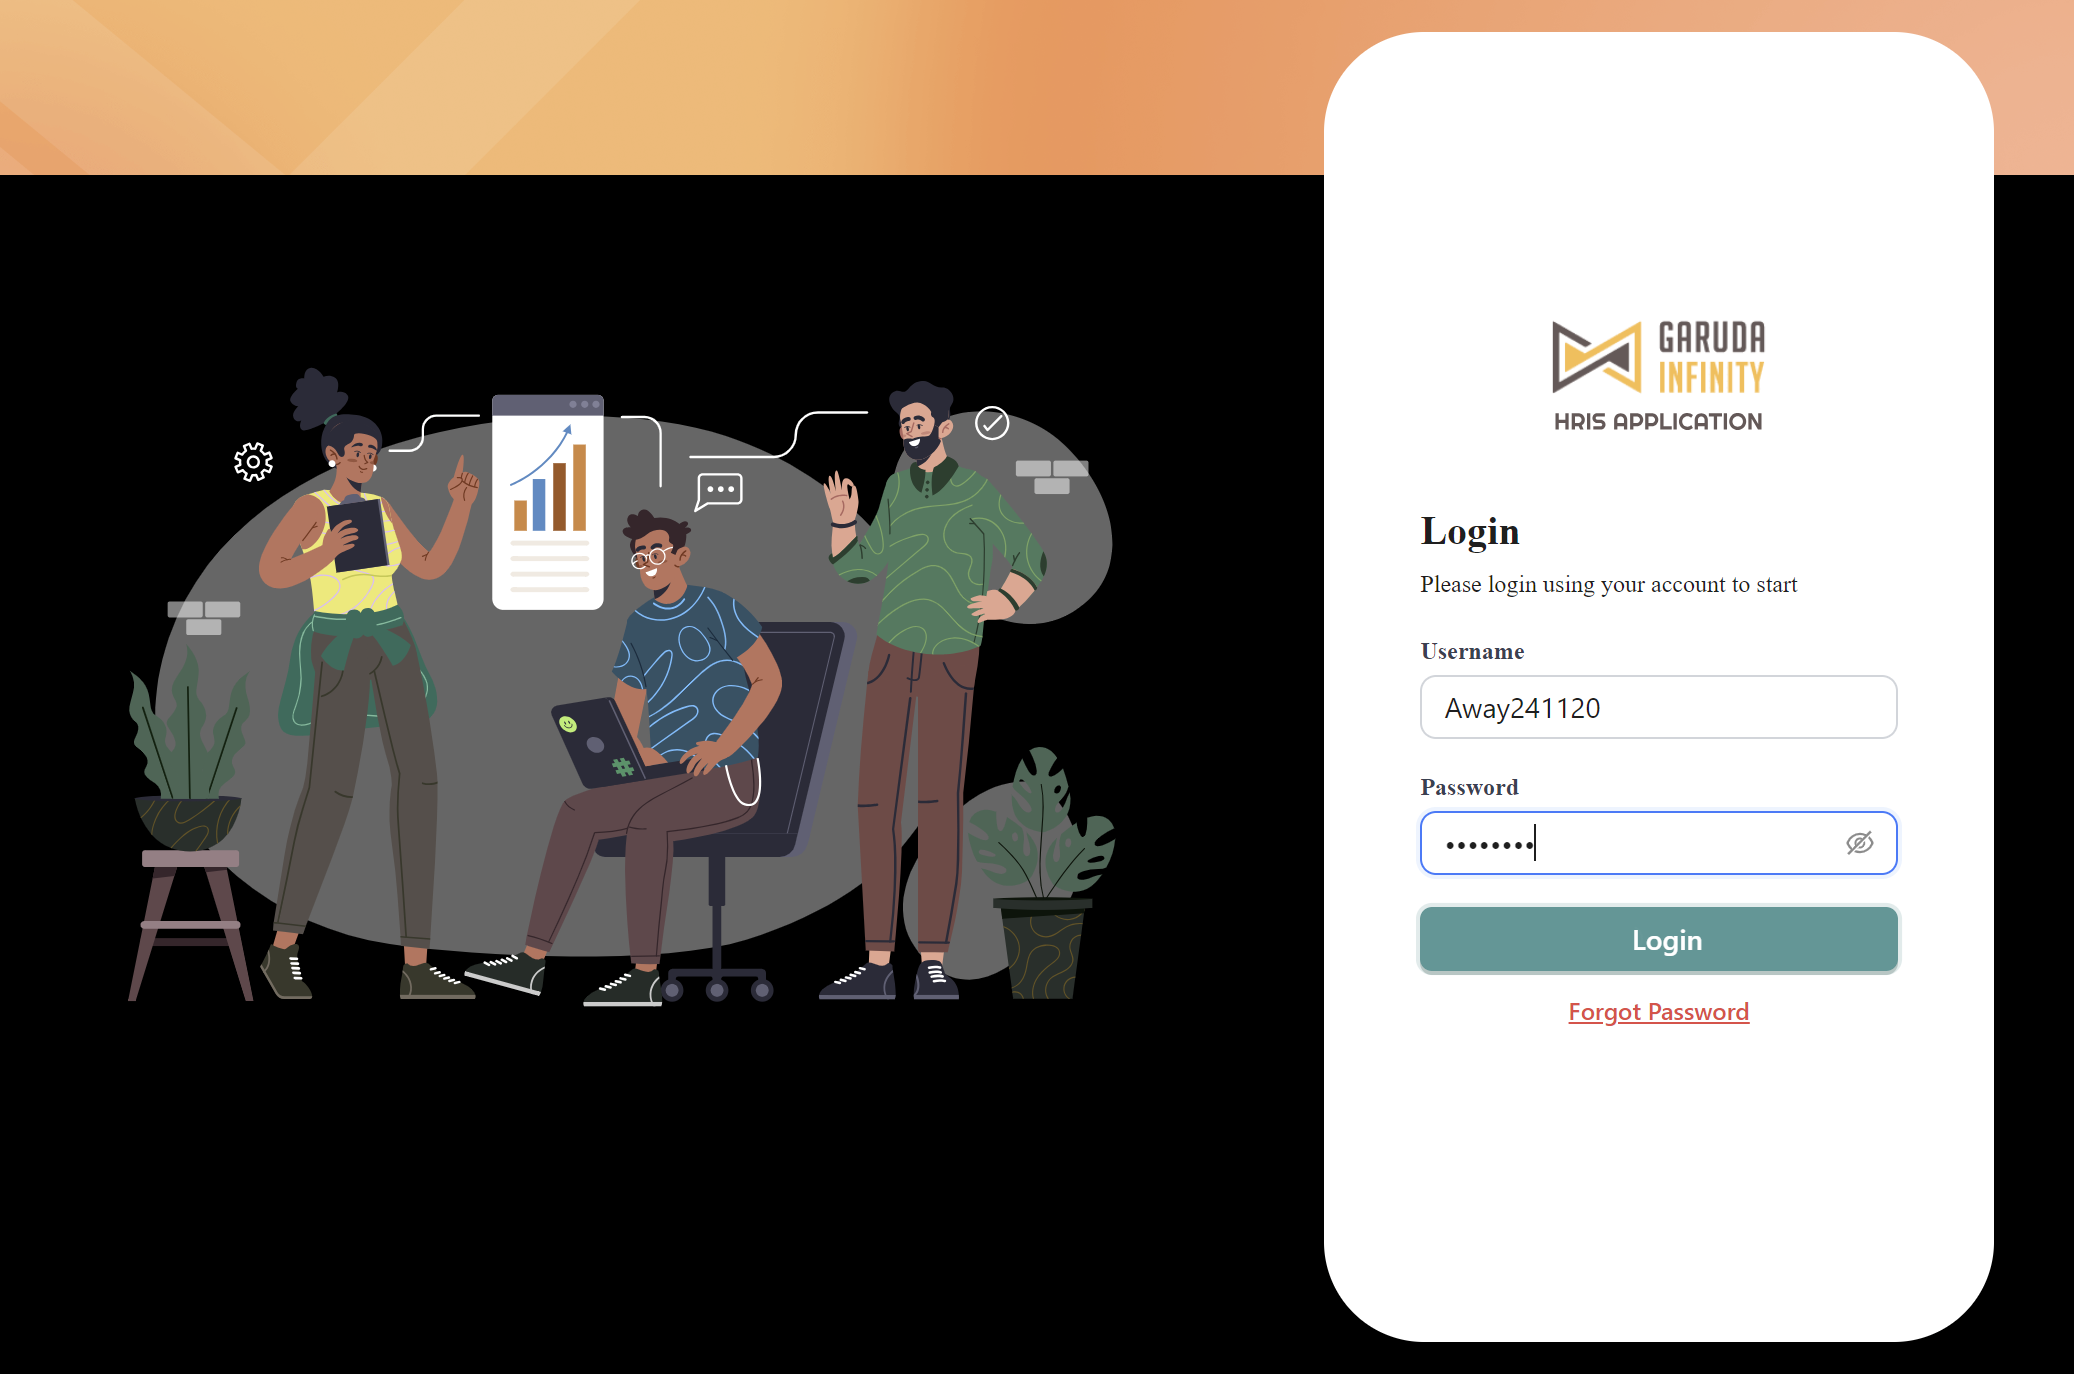 GARUDA
INFINITY
HRIS APPLICATION
Login
Please login using your account to start
Username
Away241120
Password
••••••••
Login
Forgot Password